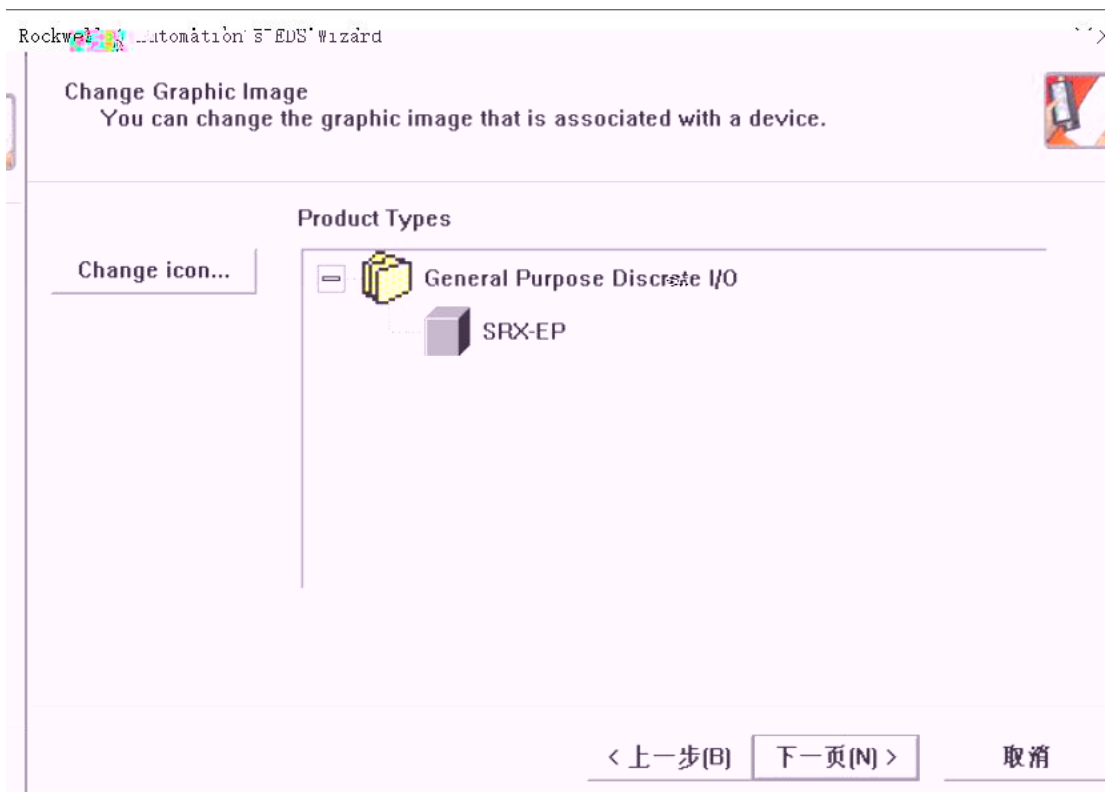 Rockwell Automation's EDS Wizard
Change Graphic Image
You can change the graphic image that is associated with a device.
Product Types
Change icon...
General Purpose Discrete I/O
SRX-EP
< 上一步(B)
下一页(N) >
取消